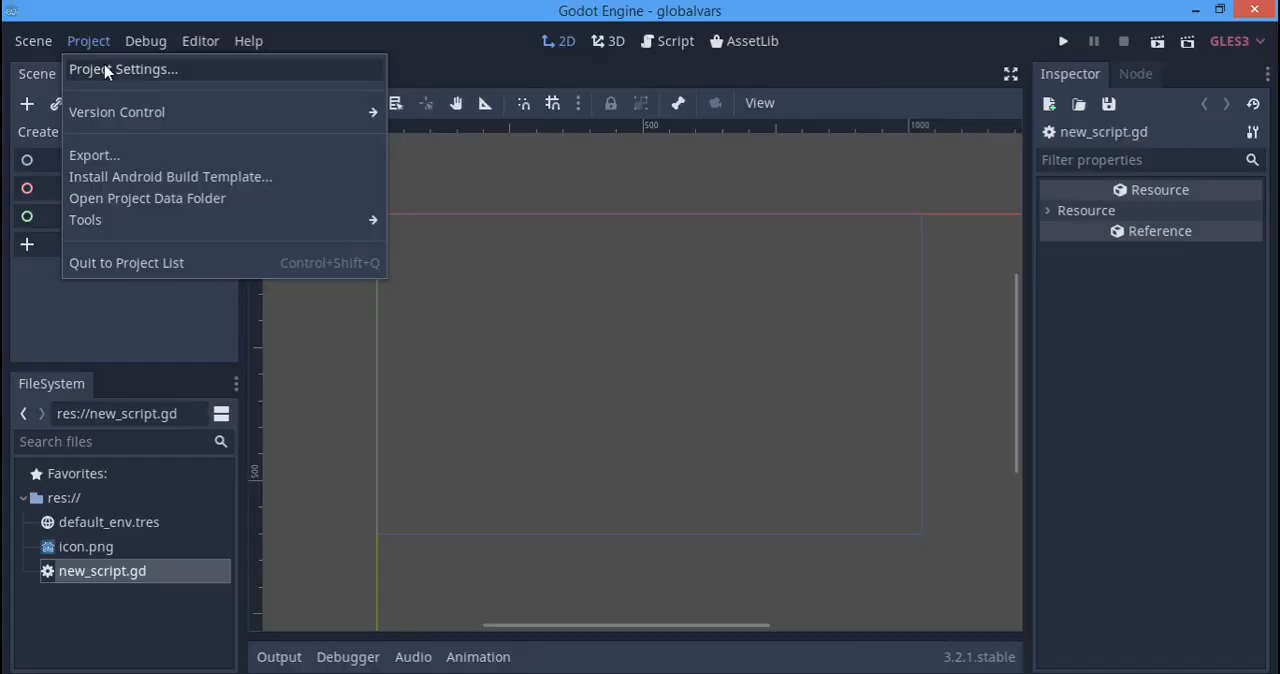 Godot Engine - globalvars
Scene Project Debug Editor Help 2D 3D Script AssetLib GLES3
Scene
Project Settings...
Version Control
Export...
Install Android Build Template...
Open Project Data Folder
Tools
Quit to Project List Control+Shift+Q
Create
View
500 1000
500
Inspector Node
new_script.gd
Filter properties
Resource
Resource
Reference
FileSystem
res://new_script.gd
Search files
Favorites:
res://
default_env.tres
icon.png
new_script.gd
Output Debugger Audio Animation 3.2.1.stable